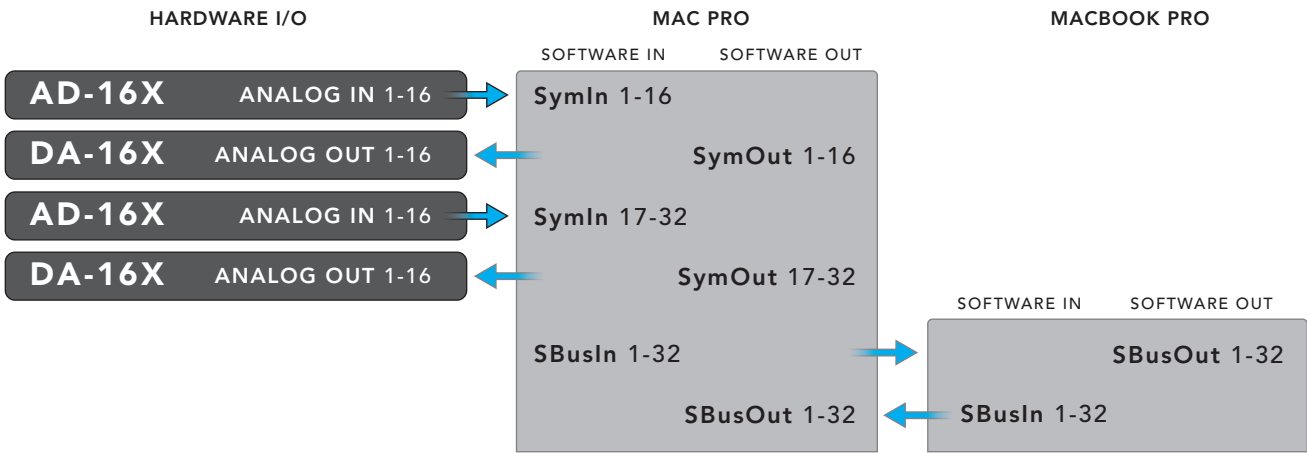 HARDWARE I/O MAC PRO MACBOOK PRO
SOFTWARE IN SOFTWARE OUT
AD-16X ANALOG IN 1-16 SymIn 1-16
DA-16X ANALOG OUT 1-16 SymOut 1-16
AD-16X ANALOG IN 1-16 SymIn 17-32
DA-16X ANALOG OUT 1-16 SymOut 17-32
SOFTWARE IN SOFTWARE OUT
SBusIn 1-32 SBusOut 1-32
SBusOut 1-32 SBusIn 1-32